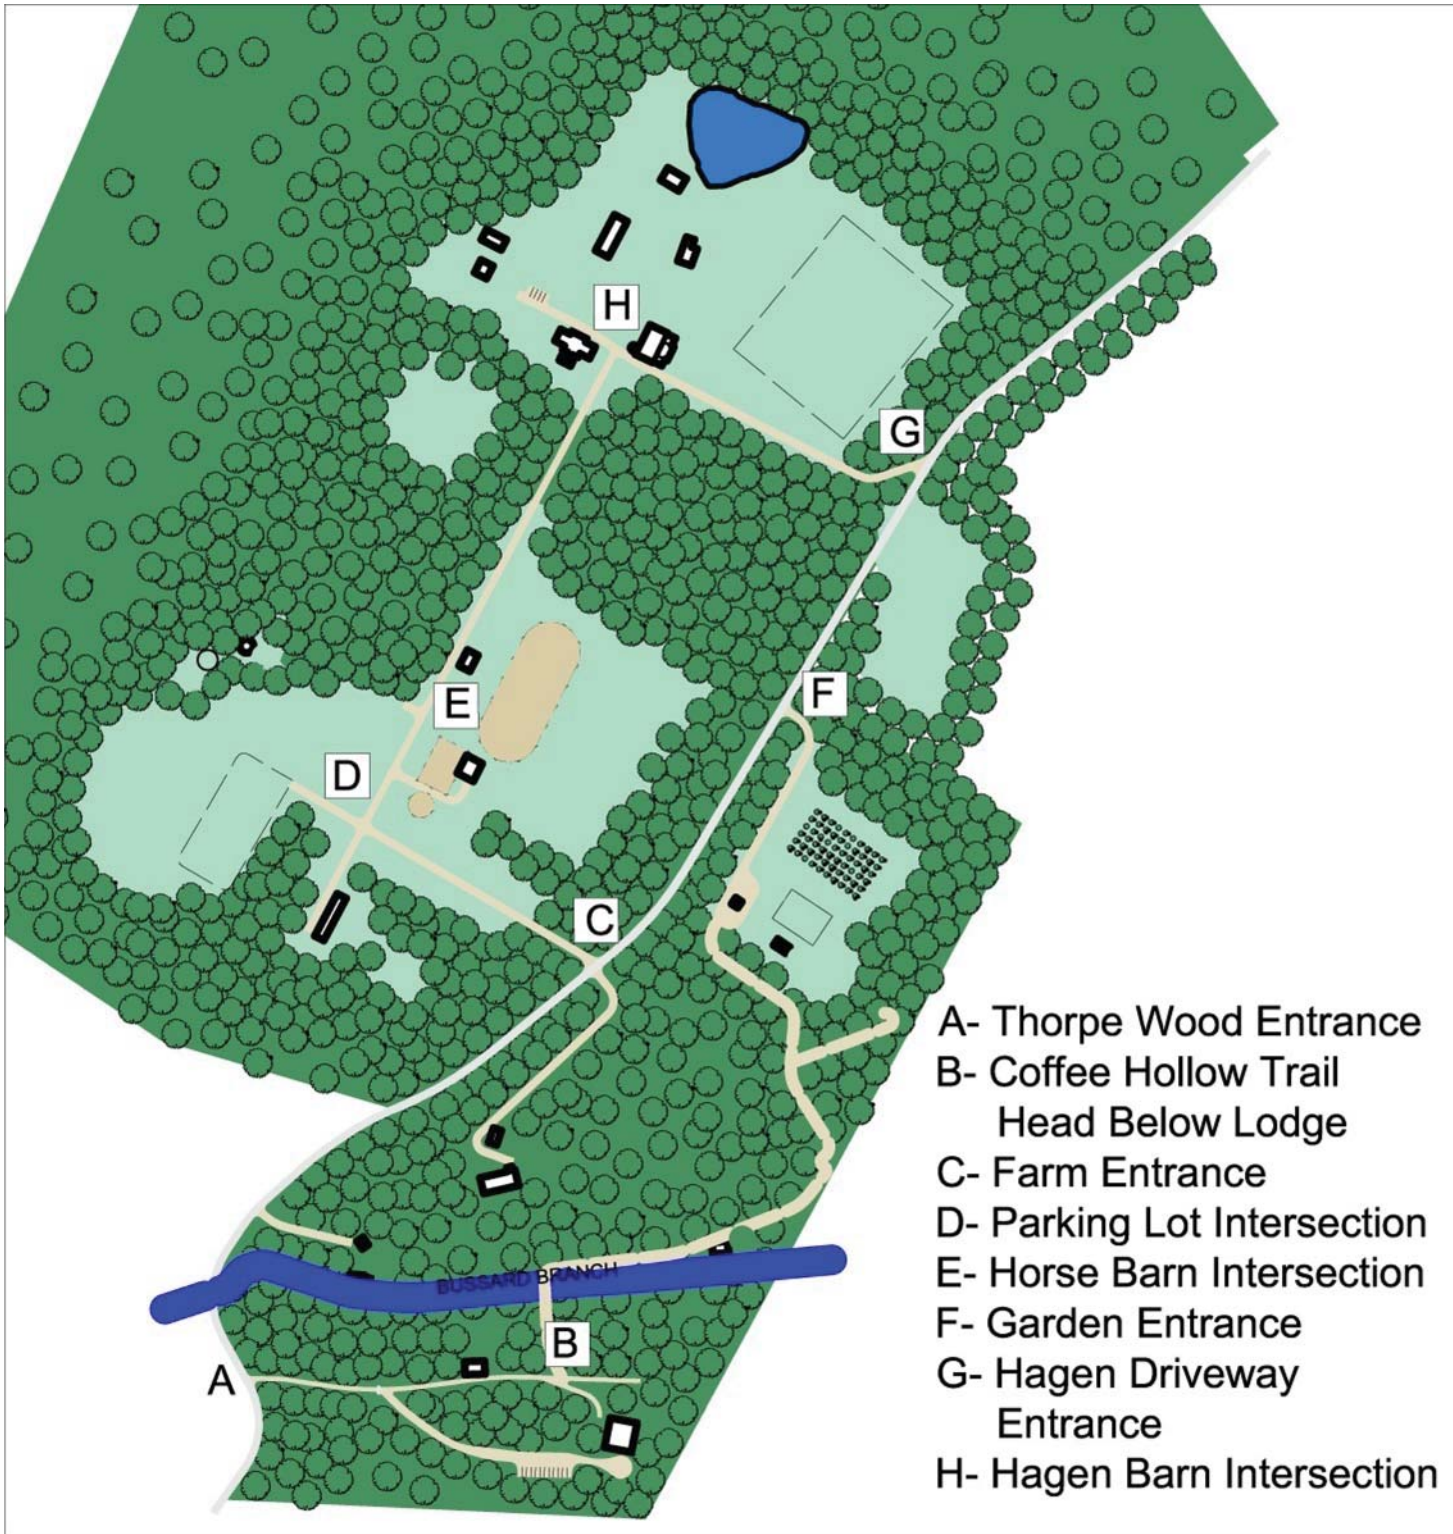 H
G
E
F
D
C
BUSSARD BRANCH
B
A
A- Thorpe Wood Entrance
B- Coffee Hollow Trail
Head Below Lodge
C- Farm Entrance
D- Parking Lot Intersection
E- Horse Barn Intersection
F- Garden Entrance
G- Hagen Driveway
Entrance
H- Hagen Barn Intersection